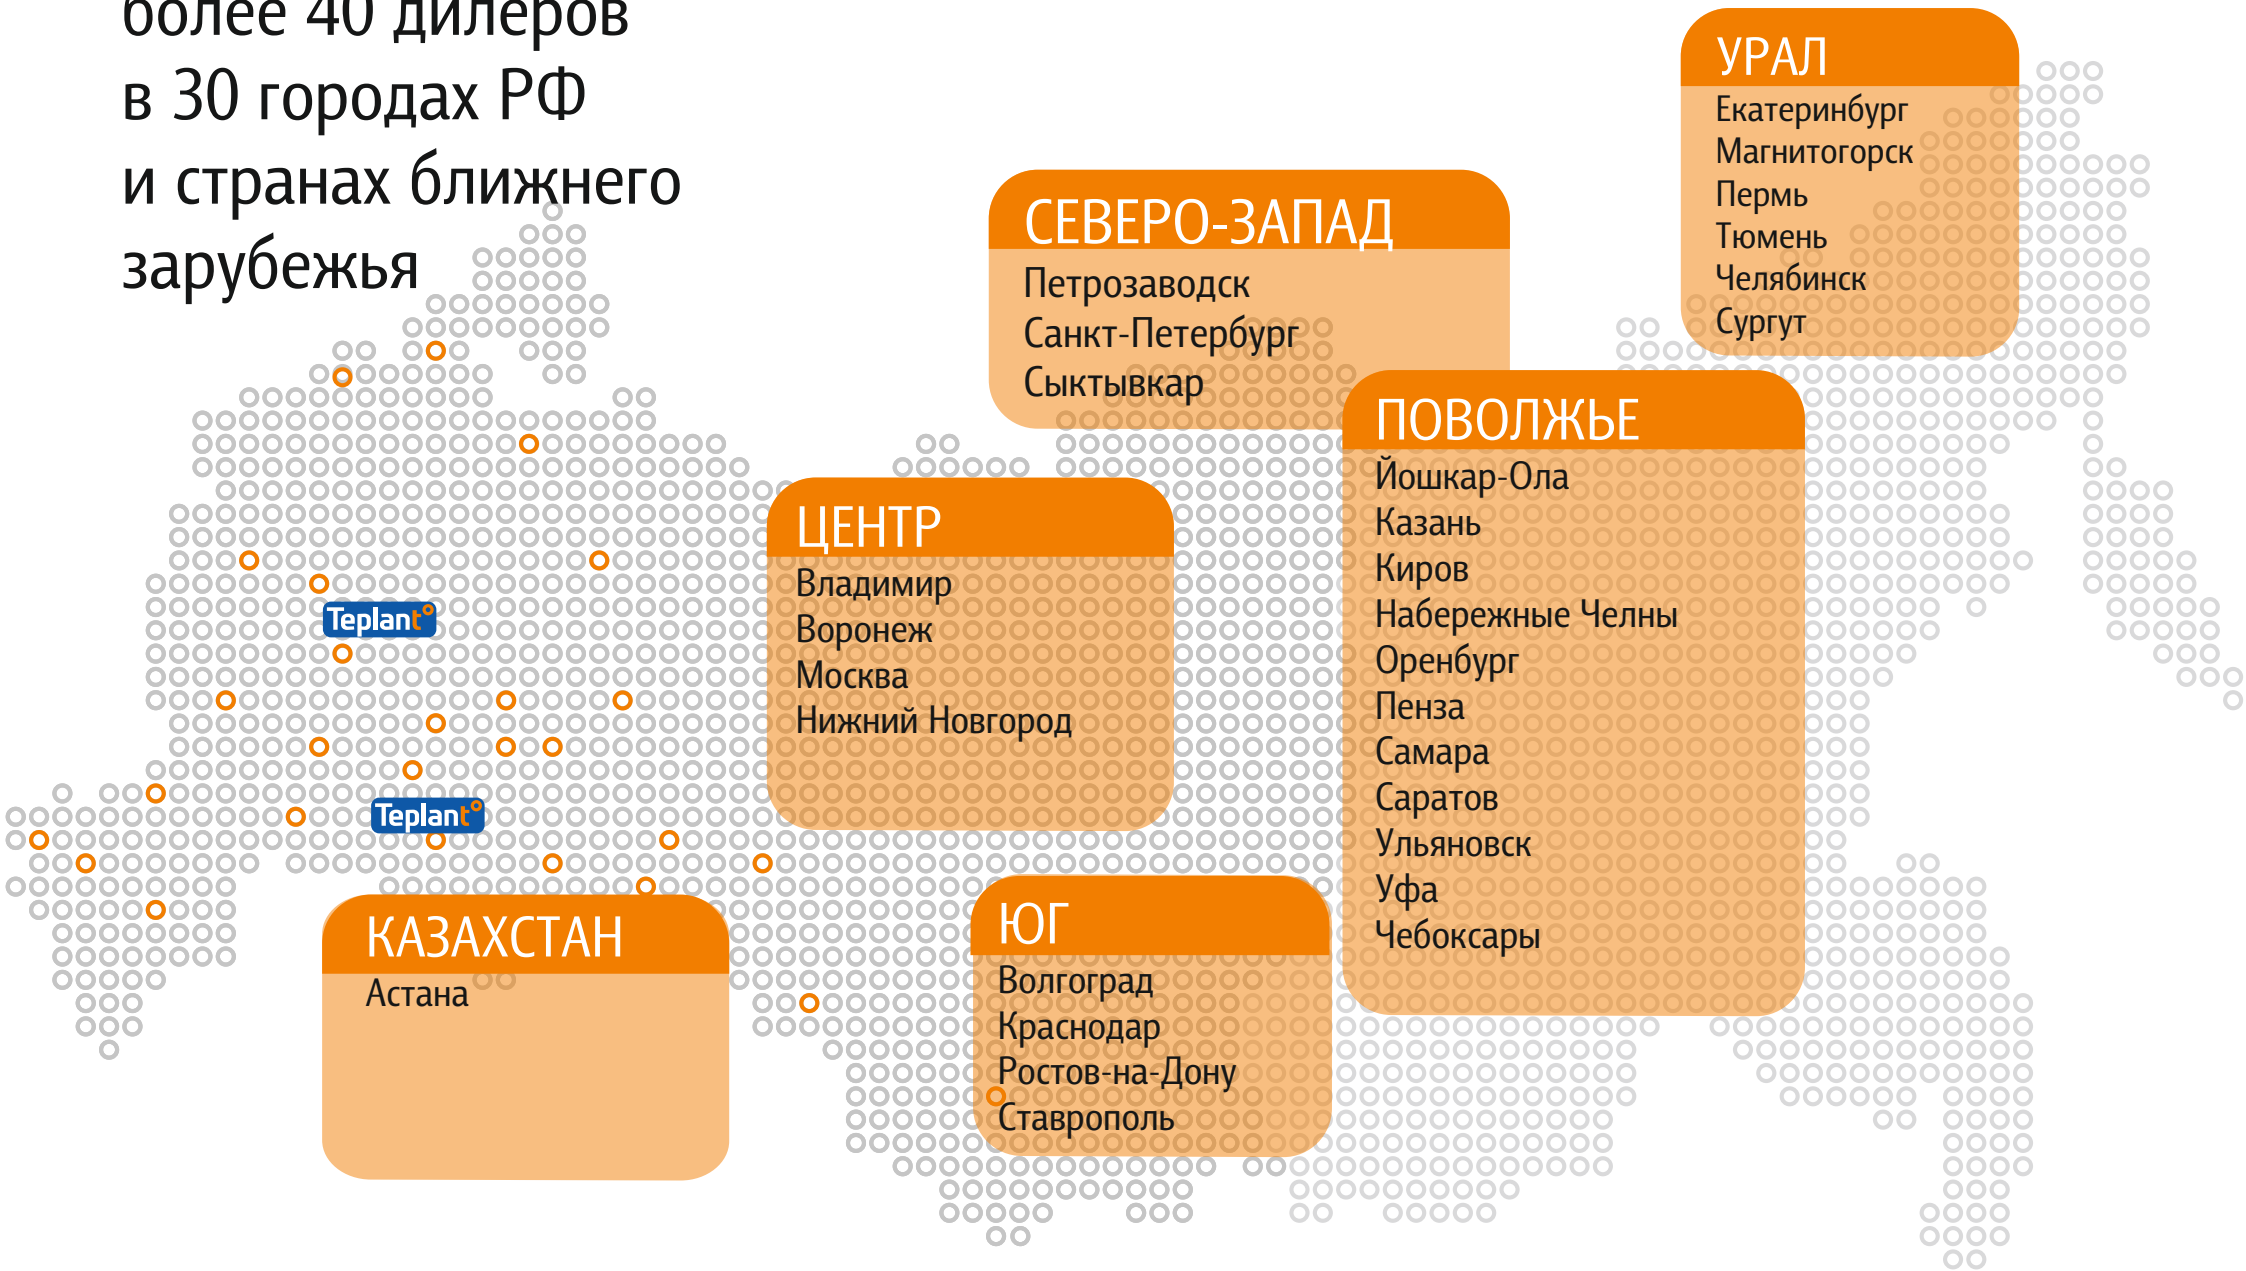 более 40 дилеров
в 30 городах РФ
и странах ближнего
зарубежья
УРАЛ
Екатеринбург
Магнитогорск
Пермь
Тюмень
Челябинск
Сургут
СЕВЕРО-ЗАПАД
Петрозаводск
Санкт-Петербург
Сыктывкар
ПОВОЛЖЬЕ
Йошкар-Ола
Казань
Киров
Набережные Челны
Оренбург
Пенза
Самара
Саратов
Ульяновск
Уфа
Чебоксары
ЦЕНТР
Владимир
Воронеж
Москва
Нижний Новгород
Teplant
Teplant
КАЗАХСТАН
Астана
ЮГ
Волгоград
Краснодар
Ростов-на-Дону
Ставрополь